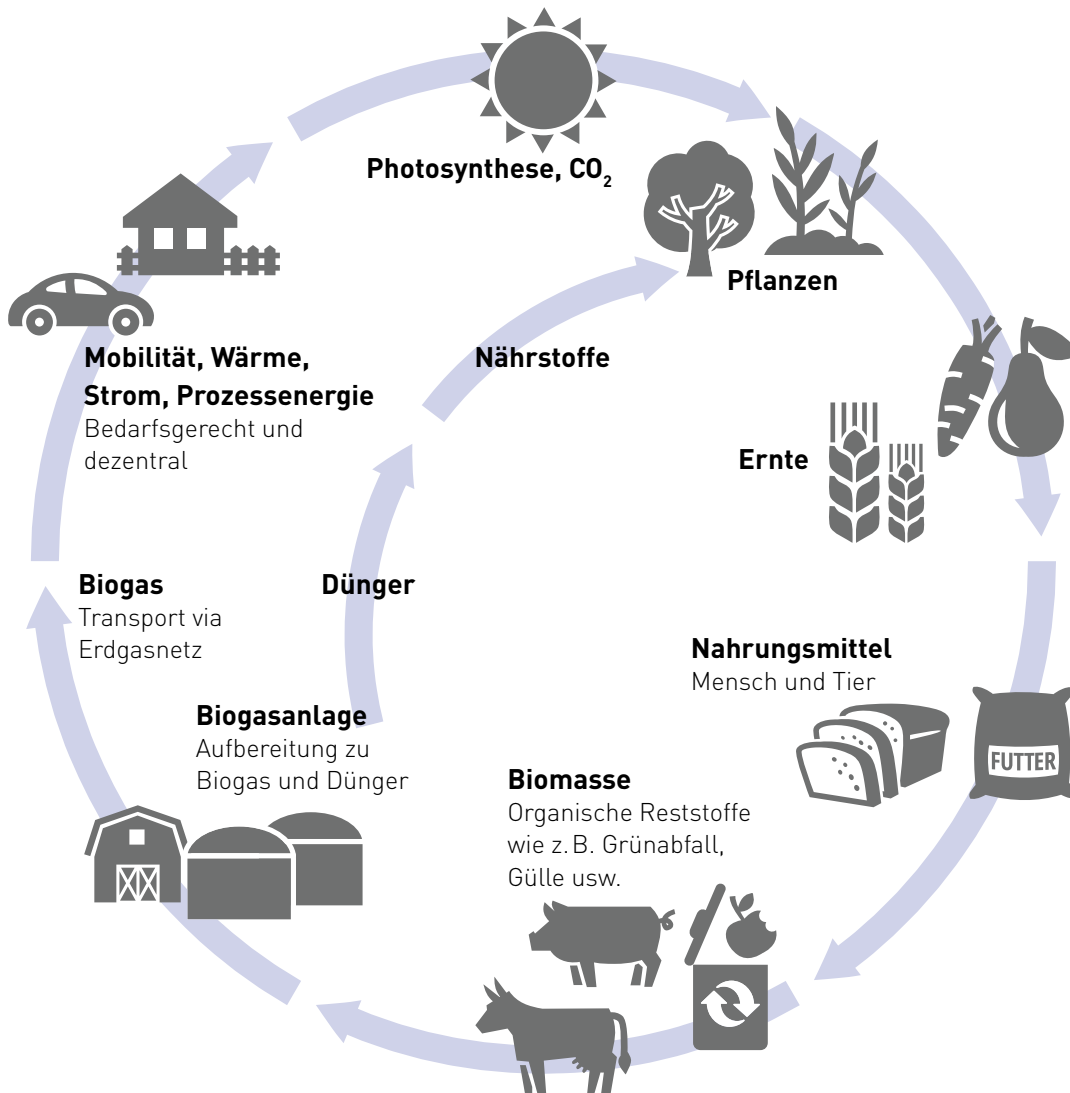 Photosynthese, CO₂
Pflanzen
Nährstoffe
Mobilität, Wärme,
Strom, Prozessenergie
Bedarfsgerecht und
dezentral
Ernte
Biogas
Transport via
Erdgasnetz
Dünger
Nahrungsmittel
Mensch und Tier
FUTTER
Biogasanlage
Aufbereitung zu
Biogas und Dünger
Biomasse
Organische Reststoffe
wie z. B. Grünabfall,
Gülle usw.